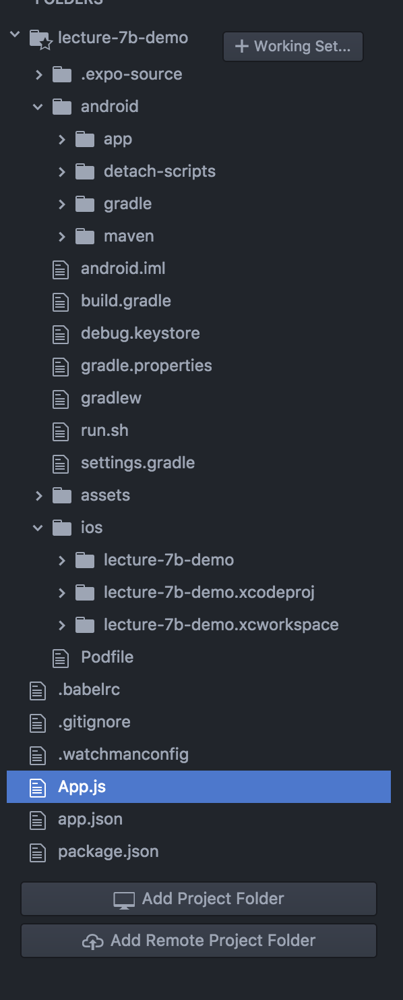 FOLDERS
lecture-7b-demo
+ Working Set...
.expo-source
android
app
detach-scripts
gradle
maven
android.iml
build.gradle
debug.keystore
gradle.properties
gradlew
run.sh
settings.gradle
assets
ios
lecture-7b-demo
lecture-7b-demo.xcodeproj
lecture-7b-demo.xcworkspace
Podfile
.babelrc
.gitignore
.watchmanconfig
App.js
app.json
package.json
Add Project Folder
Add Remote Project Folder